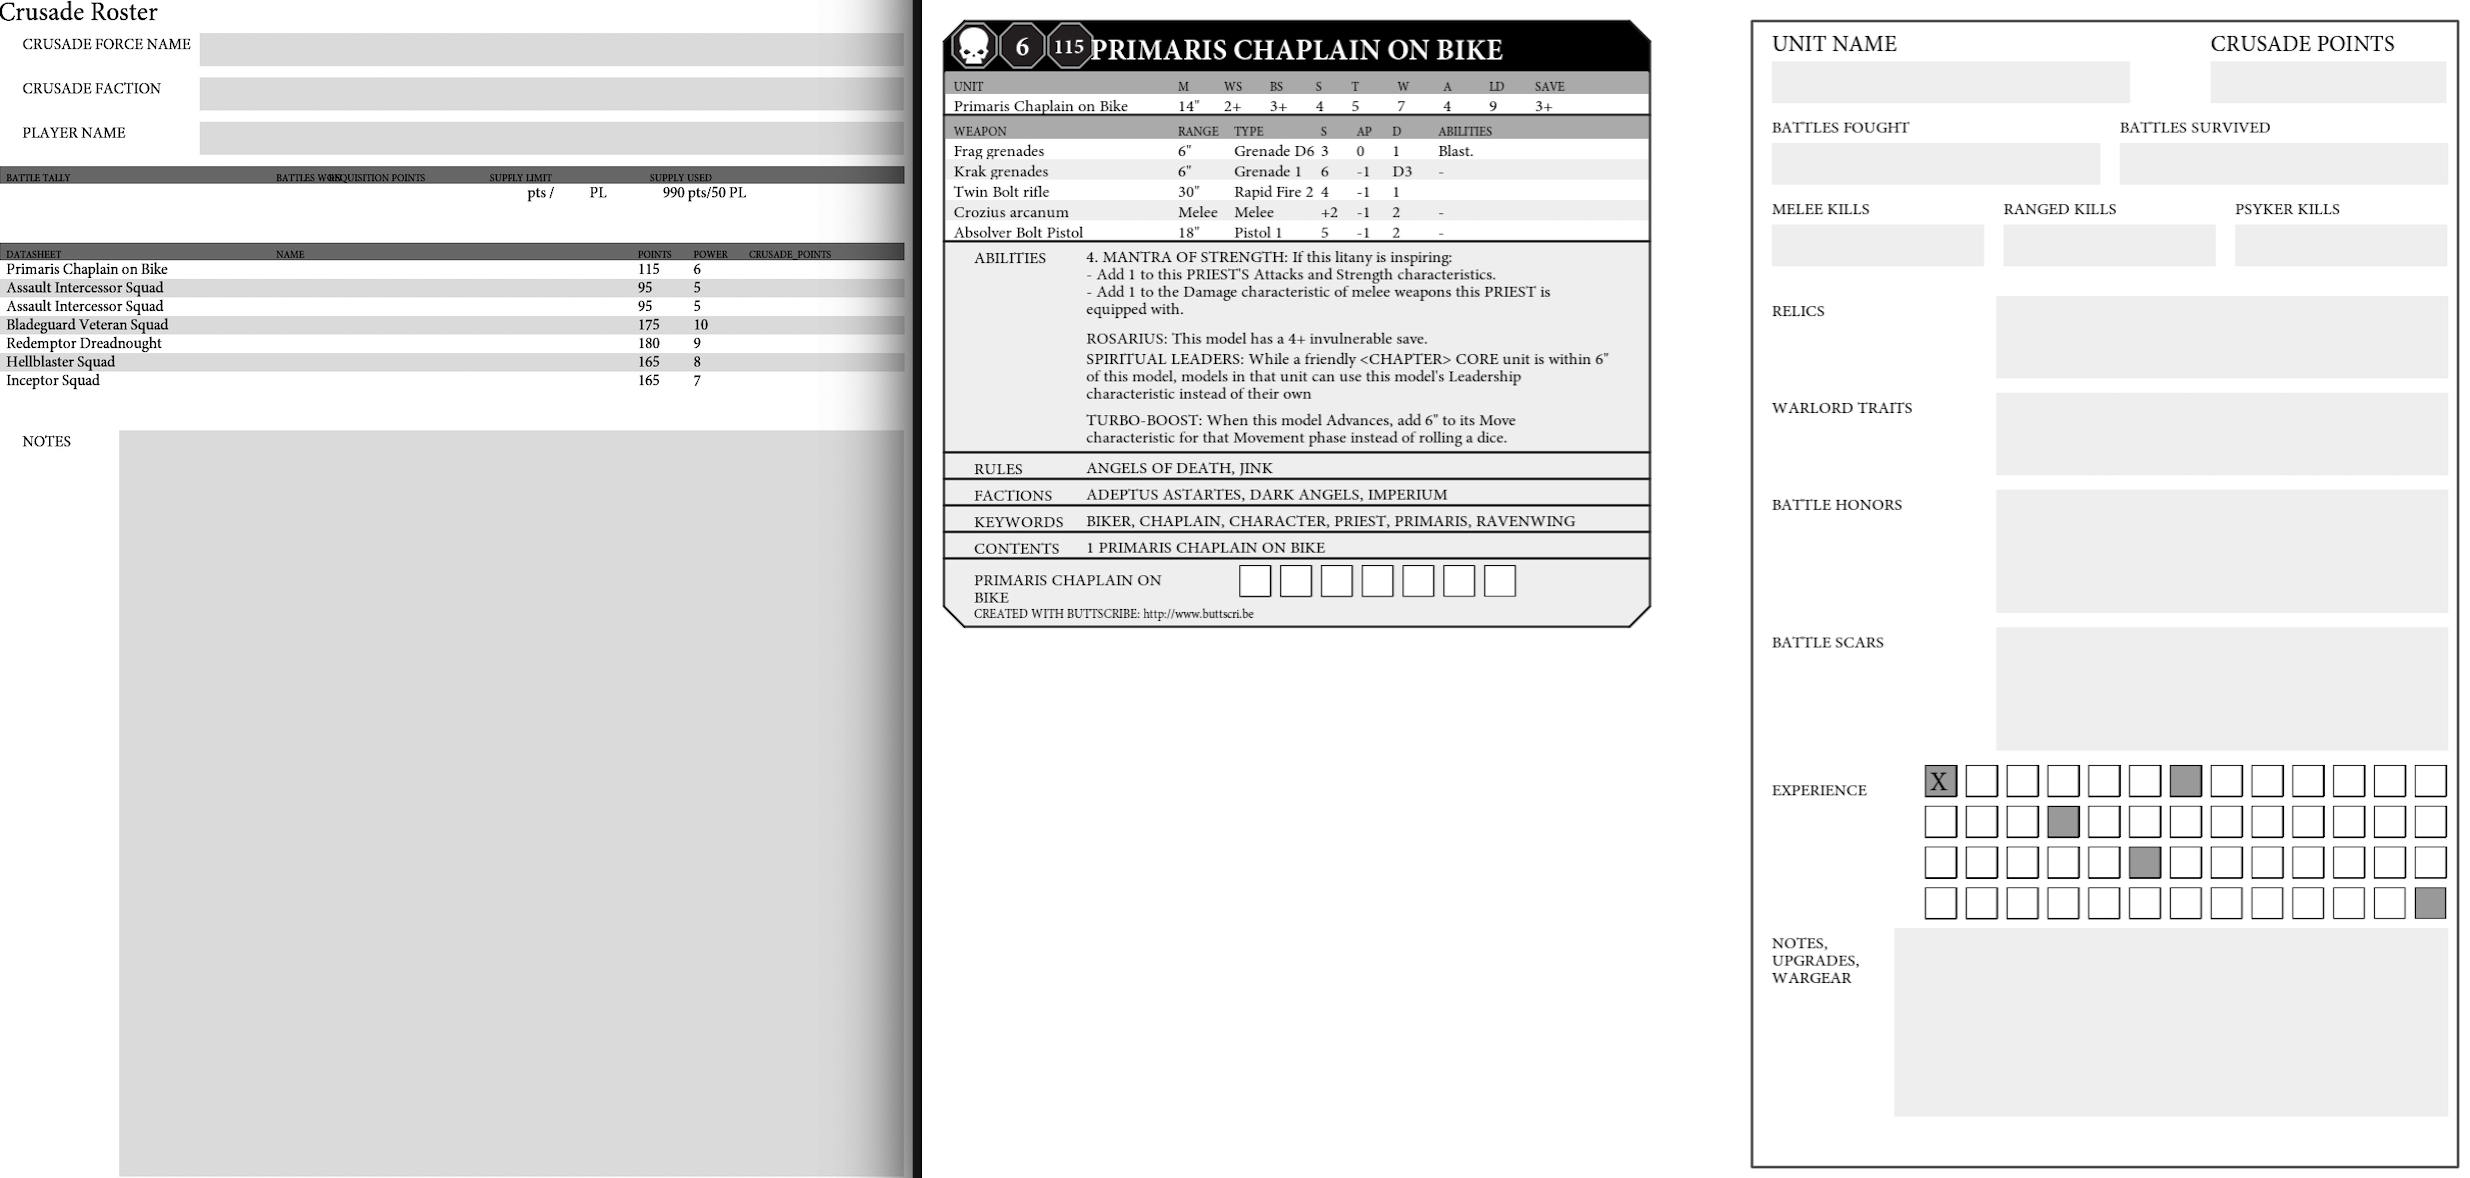 Crusade Roster
CRUSADE FORCE NAME
CRUSADE FACTION
PLAYER NAME
BATTLE TALLY BATTLES WON REQUISITION POINTS SUPPLY LIMIT SUPPLY USED
pts / PL 990 pts/50 PL
DATASHEET NAME POINTS POWER CRUSADE_POINTS
Primaris Chaplain on Bike 115 6
Assault Intercessor Squad 95 5
Assault Intercessor Squad 95 5
Bladeguard Veteran Squad 175 10
Redemptor Dreadnought 180 9
Hellblaster Squad 165 8
Inceptor Squad 165 7
NOTES
6 115 PRIMARIS CHAPLAIN ON BIKE
UNIT M WS BS S T W A LD SAVE
Primaris Chaplain on Bike 14" 2+ 3+ 4 5 7 4 9 3+
WEAPON RANGE TYPE S AP D ABILITIES
Frag grenades 6" Grenade D6 3 0 1 Blast.
Krak grenades 6" Grenade 1 6 -1 D3 -
Twin Bolt rifle 30" Rapid Fire 2 4 -1 1
Crozius arcanum Melee Melee +2 -1 2 -
Absolver Bolt Pistol 18" Pistol 1 5 -1 2 -
ABILITIES 4. MANTRA OF STRENGTH: If this litany is inspiring:
- Add 1 to this PRIEST'S Attacks and Strength characteristics.
- Add 1 to the Damage characteristic of melee weapons this PRIEST is
equipped with.
ROSARIUS: This model has a 4+ invulnerable save.
SPIRITUAL LEADERS: While a friendly <CHAPTER> CORE unit is within 6"
of this model, models in that unit can use this model's Leadership
characteristic instead of their own
TURBO-BOOST: When this model Advances, add 6" to its Move
characteristic for that Movement phase instead of rolling a dice.
RULES ANGELS OF DEATH, JINK
FACTIONS ADEPTUS ASTARTES, DARK ANGELS, IMPERIUM
KEYWORDS BIKER, CHAPLAIN, CHARACTER, PRIEST, PRIMARIS, RAVENWING
CONTENTS 1 PRIMARIS CHAPLAIN ON BIKE
PRIMARIS CHAPLAIN ON
BIKE
CREATED WITH BUTTSCRIBE: http://www.buttscri.be
UNIT NAME CRUSADE POINTS
BATTLES FOUGHT BATTLES SURVIVED
MELEE KILLS RANGED KILLS PSYKER KILLS
RELICS
WARLORD TRAITS
BATTLE HONORS
BATTLE SCARS
EXPERIENCE X
NOTES,
UPGRADES,
WARGEAR